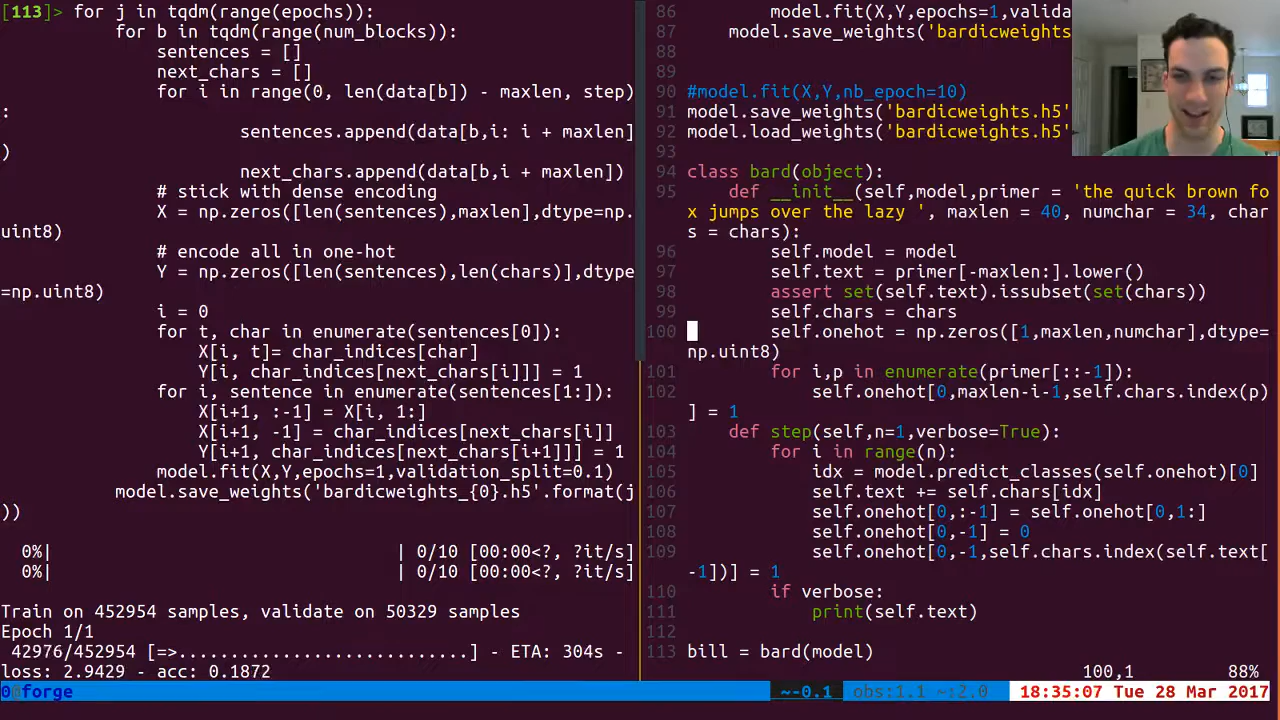 [113]> for j in tqdm(range(epochs)):
for b in tqdm(range(num_blocks)):
sentences = []
next_chars = []
for i in range(0, len(data[b]) - maxlen, step)
:
sentences.append(data[b,i: i + maxlen]
)
next_chars.append(data[b,i + maxlen])
# stick with dense encoding
X = np.zeros([len(sentences),maxlen],dtype=np.
uint8)
# encode all in one-hot
Y = np.zeros([len(sentences),len(chars)],dtype
=np.uint8)
i = 0
for t, char in enumerate(sentences[0]):
X[i, t]= char_indices[char]
Y[i, char_indices[next_chars[i]]] = 1
for i, sentence in enumerate(sentences[1:]):
X[i+1, :-1] = X[i, 1:]
X[i+1, -1] = char_indices[next_chars[i]]
Y[i+1, char_indices[next_chars[i+1]]] = 1
model.fit(X,Y,epochs=1,validation_split=0.1)
model.save_weights('bardicweights_{0}.h5'.format(j
))
0%| | 0/10 [00:00<?, ?it/s]
0%| | 0/10 [00:00<?, ?it/s]
Train on 452954 samples, validate on 50329 samples
Epoch 1/1
42976/452954 [=>............................] - ETA: 304s -
loss: 2.9429 - acc: 0.1872
86 model.fit(X,Y,epochs=1,valida
87 model.save_weights('bardicweights_
88
89
90 #model.fit(X,Y,nb_epoch=10)
91 model.save_weights('bardicweights.h5'
92 model.load_weights('bardicweights.h5'
93
94 class bard(object):
95 def __init__(self,model,primer = 'the quick brown fo
x jumps over the lazy ', maxlen = 40, numchar = 34, char
s = chars):
96 self.model = model
97 self.text = primer[-maxlen:].lower()
98 assert set(self.text).issubset(set(chars))
99 self.chars = chars
100 self.onehot = np.zeros([1,maxlen,numchar],dtype=
np.uint8)
101 for i,p in enumerate(primer[::-1]):
102 self.onehot[0,maxlen-i-1,self.chars.index(p)
] = 1
103 def step(self,n=1,verbose=True):
104 for i in range(n):
105 idx = model.predict_classes(self.onehot)[0]
106 self.text += self.chars[idx]
107 self.onehot[0,:-1] = self.onehot[0,1:]
108 self.onehot[0,-1] = 0
109 self.onehot[0,-1,self.chars.index(self.text[
-1])] = 1
110 if verbose:
111 print(self.text)
112
113 bill = bard(model)
100,1 88%
0@forge ~-0.1 obs:1.1 ~:2.0 18:35:07 Tue 28 Mar 2017